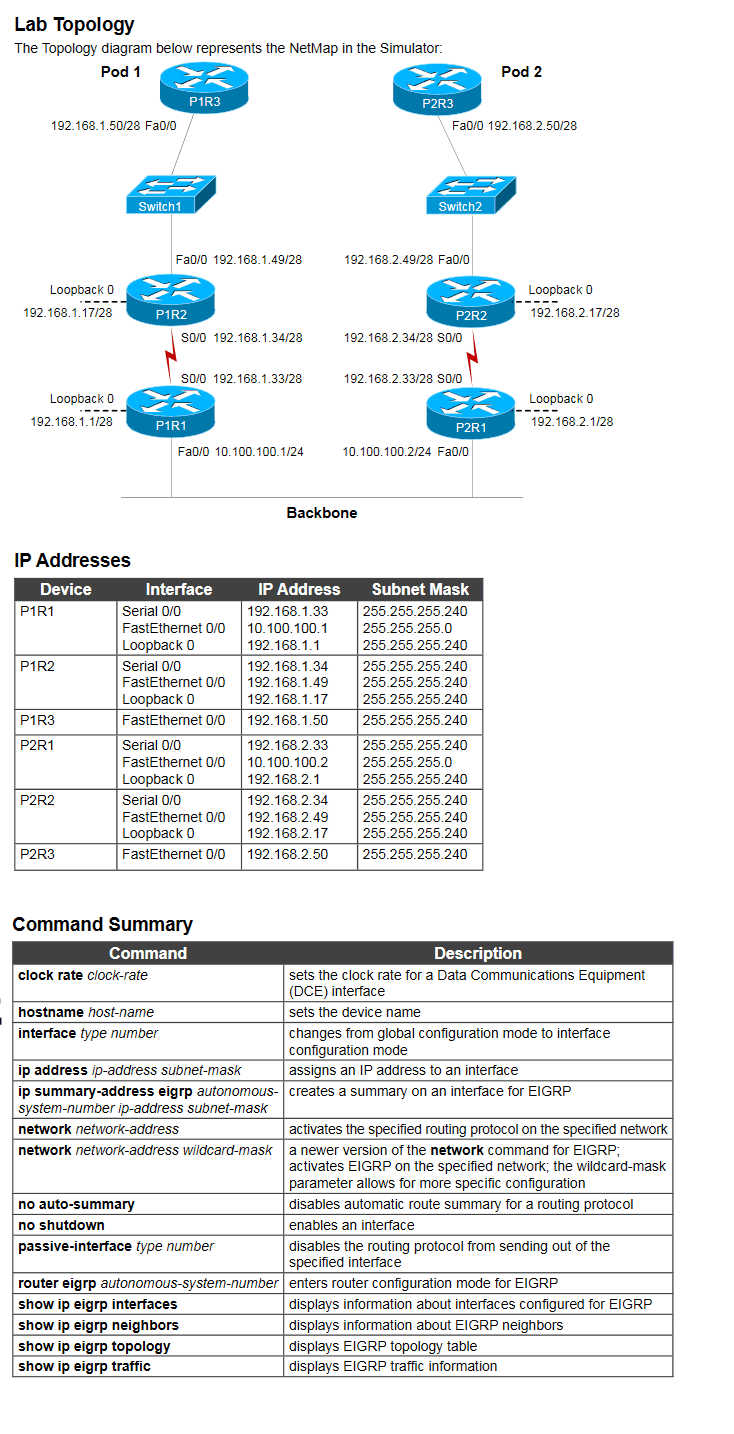 Lab Topology
The Topology diagram below represents the NetMap in the Simulator:
Pod 1
Pod 2
P1R3
P2R3
192.168.1.50/28 Fa0/0
Fa0/0 192.168.2.50/28
Switch1
Switch2
Fa0/0 192.168.1.49/28
192.168.2.49/28 Fa0/0
Loopback 0
Loopback 0
192.168.1.17/28
192.168.2.17/28
P1R2
P2R2
S0/0 192.168.1.34/28
192.168.2.34/28 S0/0
S0/0 192.168.1.33/28
192.168.2.33/28 S0/0
Loopback 0
Loopback 0
192.168.1.1/28
192.168.2.1/28
P1R1
P2R1
Fa0/0 10.100.100.1/24
10.100.100.2/24 Fa0/0
Backbone
IP Addresses
Device Interface IP Address Subnet Mask
P1R1 Serial 0/0 192.168.1.33 255.255.255.240
FastEthernet 0/0 10.100.100.1 255.255.255.0
Loopback 0 192.168.1.1 255.255.255.240
P1R2 Serial 0/0 192.168.1.34 255.255.255.240
FastEthernet 0/0 192.168.1.49 255.255.255.240
Loopback 0 192.168.1.17 255.255.255.240
P1R3 FastEthernet 0/0 192.168.1.50 255.255.255.240
P2R1 Serial 0/0 192.168.2.33 255.255.255.240
FastEthernet 0/0 10.100.100.2 255.255.255.0
Loopback 0 192.168.2.1 255.255.255.240
P2R2 Serial 0/0 192.168.2.34 255.255.255.240
FastEthernet 0/0 192.168.2.49 255.255.255.240
Loopback 0 192.168.2.17 255.255.255.240
P2R3 FastEthernet 0/0 192.168.2.50 255.255.255.240
Command Summary
Command Description
clock rate clock-rate
sets the clock rate for a Data Communications Equipment
(DCE) interface
hostname host-name
sets the device name
interface type number
changes from global configuration mode to interface
configuration mode
ip address ip-address subnet-mask
assigns an IP address to an interface
ip summary-address eigrp autonomous-
system-number ip-address subnet-mask
creates a summary on an interface for EIGRP
network network-address
activates the specified routing protocol on the specified network
network network-address wildcard-mask
a newer version of the network command for EIGRP;
activates EIGRP on the specified network; the wildcard-mask
parameter allows for more specific configuration
no auto-summary
disables automatic route summary for a routing protocol
no shutdown
enables an interface
passive-interface type number
disables the routing protocol from sending out of the
specified interface
router eigrp autonomous-system-number
enters router configuration mode for EIGRP
show ip eigrp interfaces
displays information about interfaces configured for EIGRP
show ip eigrp neighbors
displays information about EIGRP neighbors
show ip eigrp topology
displays EIGRP topology table
show ip eigrp traffic
displays EIGRP traffic information